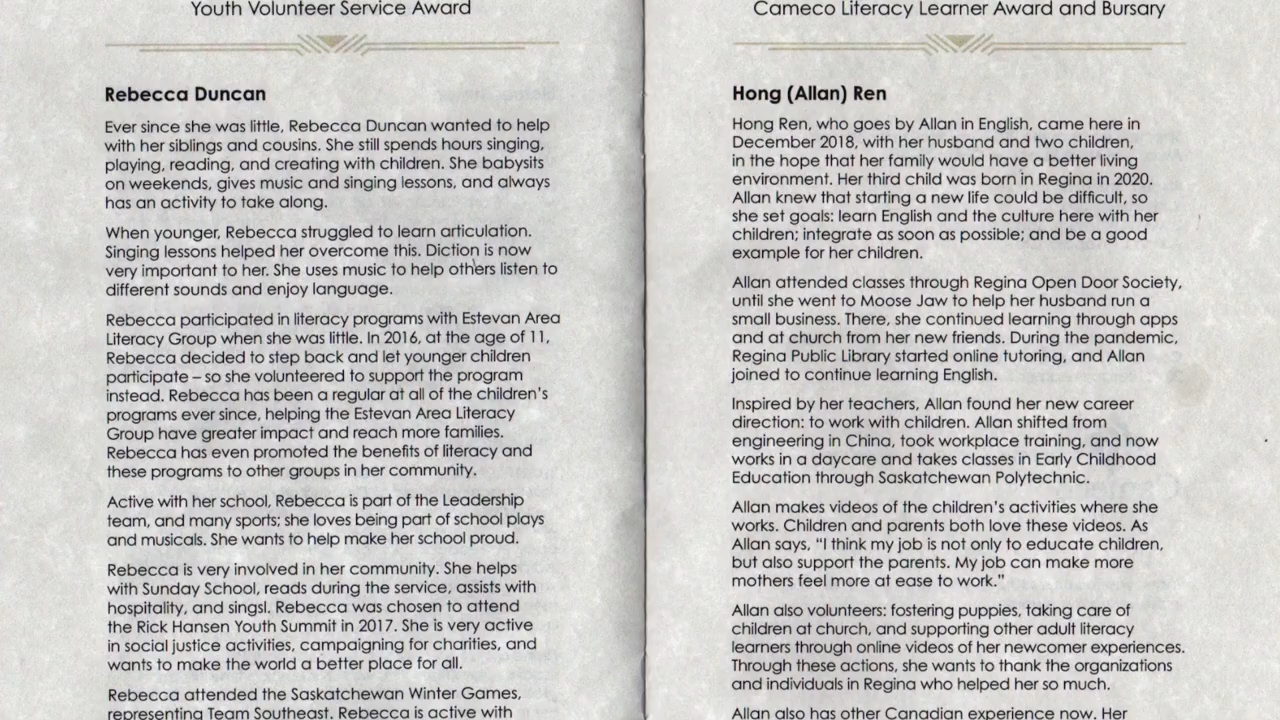 Youth Volunteer Service Award
Rebecca Duncan
Ever since she was little, Rebecca Duncan wanted to help
with her siblings and cousins. She still spends hours singing,
playing, reading, and creating with children. She babysits
on weekends, gives music and singing lessons, and always
has an activity to take along.
When younger, Rebecca struggled to learn articulation.
Singing lessons helped her overcome this. Diction is now
very important to her. She uses music to help others listen to
different sounds and enjoy language.
Rebecca participated in literacy programs with Estevan Area
Literacy Group when she was little. In 2016, at the age of 11,
Rebecca decided to step back and let younger children
participate – so she volunteered to support the program
instead. Rebecca has been a regular at all of the children's
programs ever since, helping the Estevan Area Literacy
Group have greater impact and reach more families.
Rebecca has even promoted the benefits of literacy and
these programs to other groups in her community.
Active with her school, Rebecca is part of the Leadership
team, and many sports; she loves being part of school plays
and musicals. She wants to help make her school proud.
Rebecca is very involved in her community. She helps
with Sunday School, reads during the service, assists with
hospitality, and singsl. Rebecca was chosen to attend
the Rick Hansen Youth Summit in 2017. She is very active
in social justice activities, campaigning for charities, and
wants to make the world a better place for all.
Rebecca attended the Saskatchewan Winter Games,
representing Team Southeast. Rebecca is active with
Cameco Literacy Learner Award and Bursary
Hong (Allan) Ren
Hong Ren, who goes by Allan in English, came here in
December 2018, with her husband and two children,
in the hope that her family would have a better living
environment. Her third child was born in Regina in 2020.
Allan knew that starting a new life could be difficult, so
she set goals: learn English and the culture here with her
children; integrate as soon as possible; and be a good
example for her children.
Allan attended classes through Regina Open Door Society,
until she went to Moose Jaw to help her husband run a
small business. There, she continued learning through apps
and at church from her new friends. During the pandemic,
Regina Public Library started online tutoring, and Allan
joined to continue learning English.
Inspired by her teachers, Allan found her new career
direction: to work with children. Allan shifted from
engineering in China, took workplace training, and now
works in a daycare and takes classes in Early Childhood
Education through Saskatchewan Polytechnic.
Allan makes videos of the children's activities where she
works. Children and parents both love these videos. As
Allan says, "I think my job is not only to educate children,
but also support the parents. My job can make more
mothers feel more at ease to work."
Allan also volunteers: fostering puppies, taking care of
children at church, and supporting other adult literacy
learners through online videos of her newcomer experiences.
Through these actions, she wants to thank the organizations
and individuals in Regina who helped her so much.
Allan also has other Canadian experience now. Her